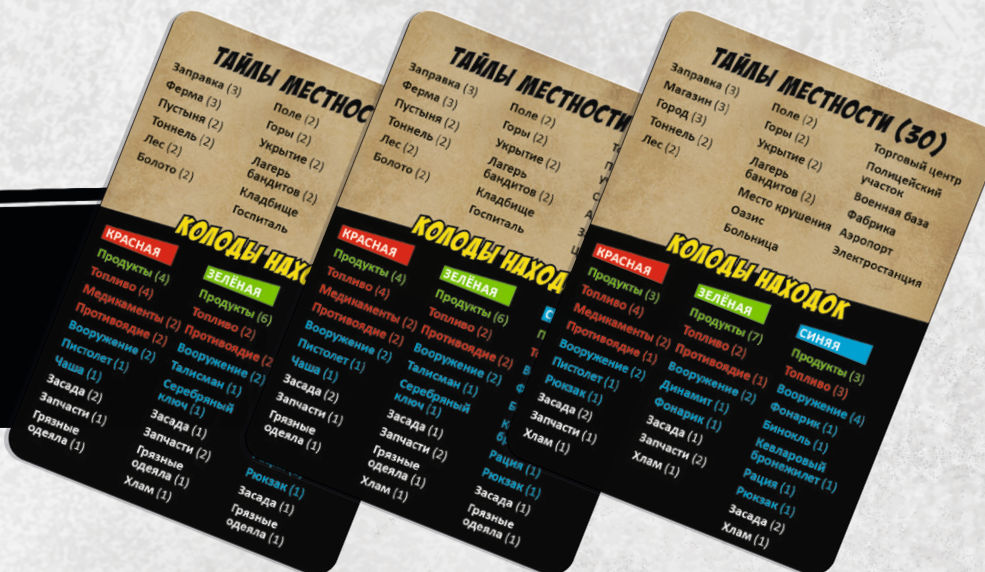 ТАЙЛЫ МЕСТНОС
Заправка (3)
Ферма (3)
Пустыня (2)
Тоннель (2)
Лес (2)
Болото (2)
Поле (2)
Горы (2)
Укрытие (2)
Лагерь
бандитов (2)
Кладбище
Госпиталь
КОЛОДЫ НАХО
КРАСНАЯ
Продукты (4)
Топливо (4)
Медикаменты (2)
Противоядие (2)
Вооружение (2)
Пистолет (1)
Чаша (1)
Засада (2)
Запчасти (1)
Грязные
одеяла (1)
ЗЕЛЁНАЯ
Продукты (6)
Топливо (2)
Противоядие (2
Вооружение (2)
Талисман (1)
Серебряный
ключ (1)
Засада (1)
Запчасти (2)
Грязные
одеяла (1)
Хлам (1)
Рюкзак (1)
Засада (1)
Грязные
одеяла (1)
ТАЙЛЫ МЕСТНОСТИ
Заправка (3)
Ферма (3)
Пустыня (2)
Тоннель (2)
Лес (2)
Болото (2)
Поле (2)
Горы (2)
Укрытие (2)
Лагерь
бандитов (2)
Кладбище
Госпиталь
КОЛОДЫ НАХОД
КРАСНАЯ
Продукты (4)
Топливо (4)
Медикаменты (2)
Противоядие (2)
Вооружение (2)
Пистолет (1)
Чаша (1)
Засада (2)
Запчасти (1)
Грязные
одеяла (1)
ЗЕЛЁНАЯ
Продукты (6)
Топливо (2)
Противоядие (2)
Вооружение (2)
Талисман (1)
Серебряный
ключ (1)
Засада (1)
Запчасти (2)
Грязные
одеяла (1)
Хлам (1)
Рация (1)
Рюкзак (1)
Засада (1)
Грязные
одеяла (1)
ТАЙЛЫ МЕСТНОСТИ (30)
Заправка (3)
Магазин (3)
Город (3)
Тоннель (2)
Лес (2)
Поле (2)
Горы (2)
Укрытие (2)
Лагерь
бандитов (2)
Место крушения
Оазис
Больница
Торговый центр
Полицейский
участок
Военная база
Фабрика
Аэропорт
Электростанция
КОЛОДЫ НАХОДОК
КРАСНАЯ
Продукты (3)
Топливо (4)
Медикаменты (2)
Противоядие (1)
Вооружение (2)
Пистолет (1)
Рюкзак (1)
Засада (2)
Запчасти (1)
Хлам (1)
ЗЕЛЁНАЯ
Продукты (7)
Топливо (2)
Противоядие (1)
Вооружение (2)
Динамит (1)
Фонарик (1)
Засада (1)
Запчасти (2)
Хлам (1)
СИНЯЯ
Продукты (3)
Топливо (3)
Вооружение (4)
Фонарик (1)
Бинокль (1)
Кевларовый
бронежилет (1)
Рация (1)
Рюкзак (1)
Засада (2)
Хлам (1)